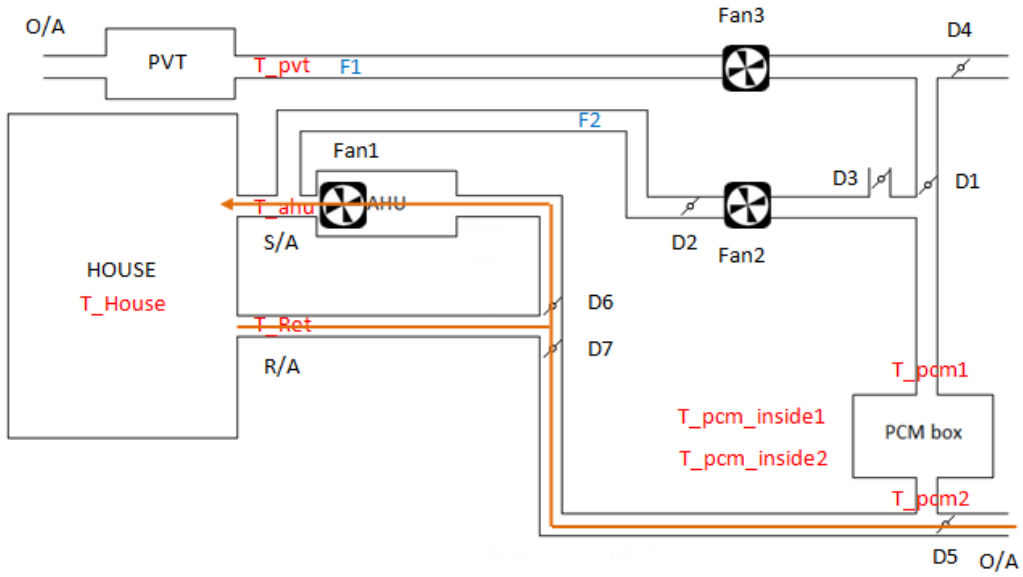 Fan3
O/A
D4
PVT
T_pvt
F1
F2
Fan1
D3
D1
AHU
T_ahu
S/A
D2
Fan2
HOUSE
T_House
D6
T_Ret
D7
R/A
T_pcm1
T_pcm_inside1
PCM box
T_pcm_inside2
T_pcm2
D5
O/A